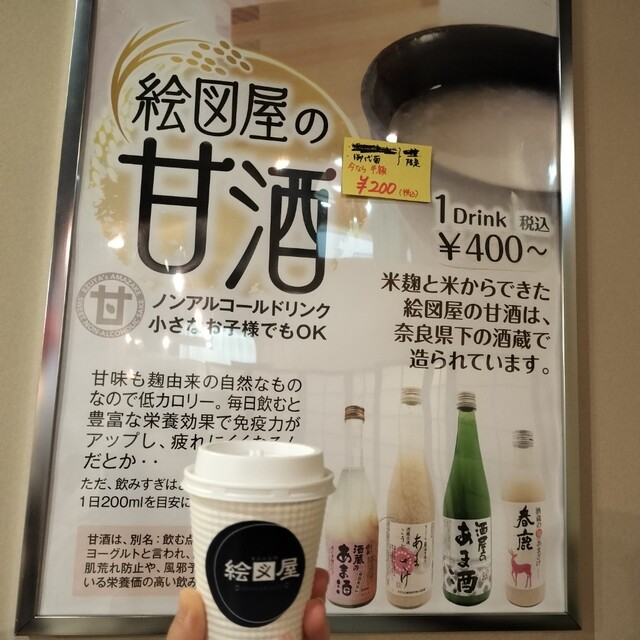 絵図屋の
甘酒
御代菊
限定
今なら半額
¥200(税込)
1Drink 税込
¥400~
甘
ノンアルコールドリンク
小さなお子様でもOK
米麹と米からできた
絵図屋の甘酒は、
奈良県下の酒蔵で
造られています。
甘味も麹由来の自然なもの
なので低カロリー。毎日飲むと
豊富な栄養効果で免疫力が
アップし、疲れに
だとか・・
ただ、飲みすぎは
1日200mlを目安に
甘酒は、別名:飲む点
ヨーグルトと言われ、
肌荒れ防止や、風邪予
いる栄養価の高い飲み
酒蔵の
あま酒
酒屋の
あま酒
春鹿
絵図屋